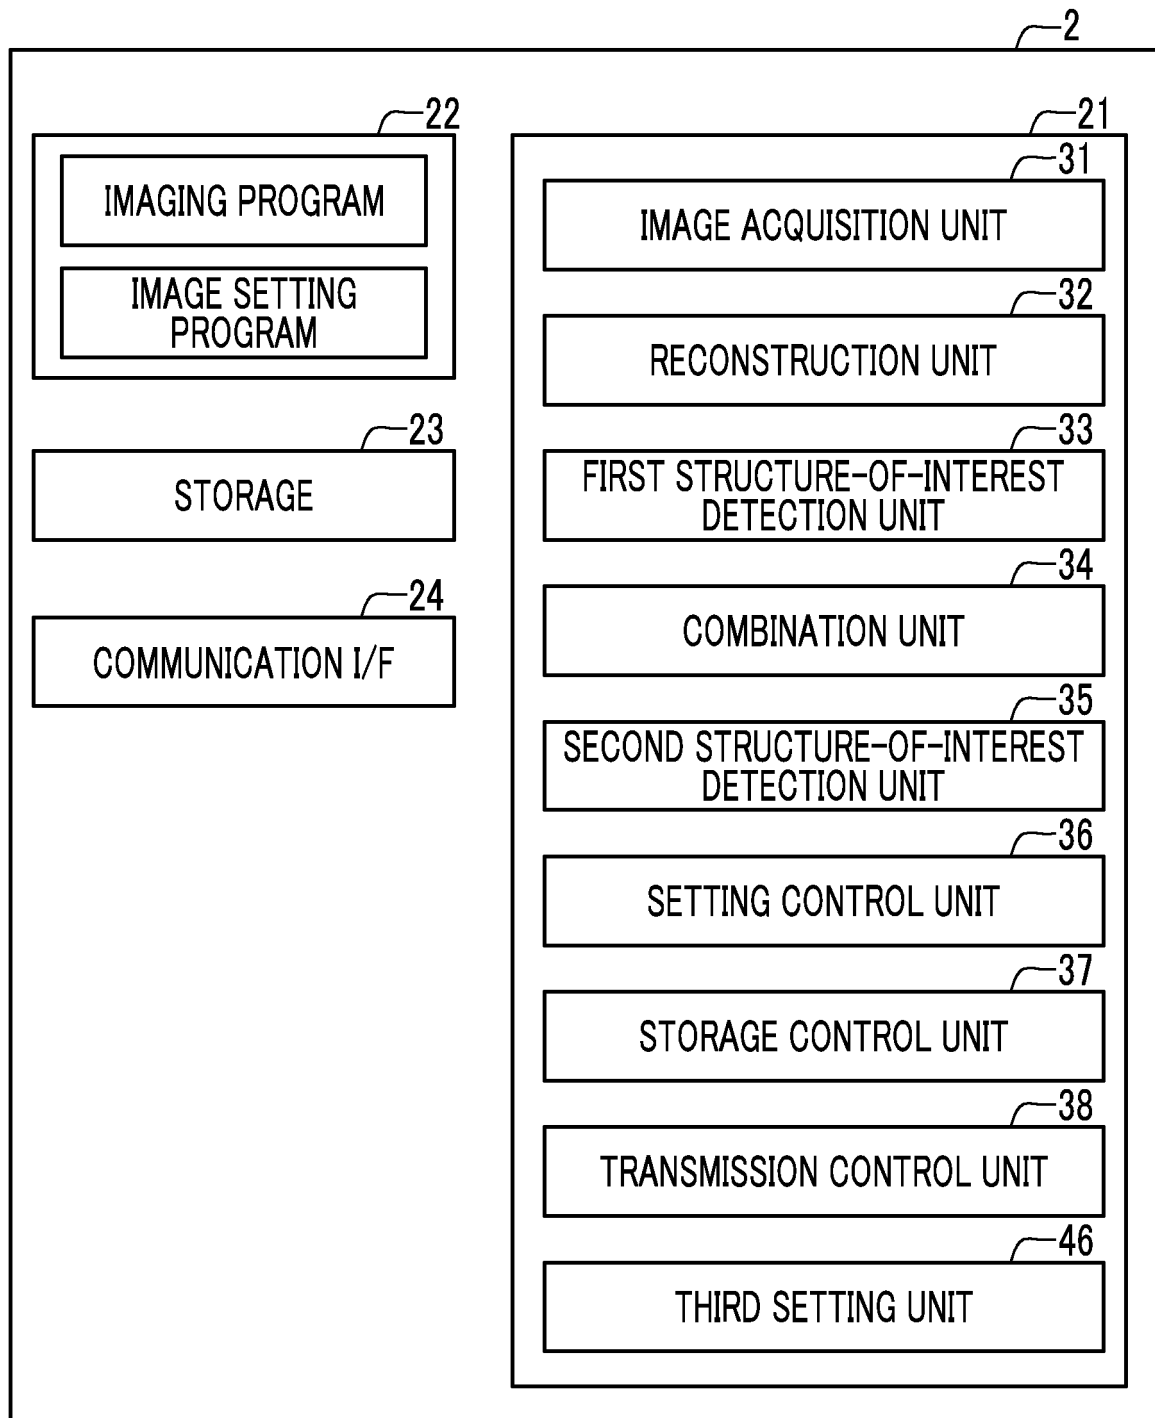 2
22
IMAGING PROGRAM
IMAGE SETTING
PROGRAM
23
STORAGE
24
COMMUNICATION I/F
21
31
IMAGE ACQUISITION UNIT
32
RECONSTRUCTION UNIT
33
FIRST STRUCTURE-OF-INTEREST
DETECTION UNIT
34
COMBINATION UNIT
35
SECOND STRUCTURE-OF-INTEREST
DETECTION UNIT
36
SETTING CONTROL UNIT
37
STORAGE CONTROL UNIT
38
TRANSMISSION CONTROL UNIT
46
THIRD SETTING UNIT